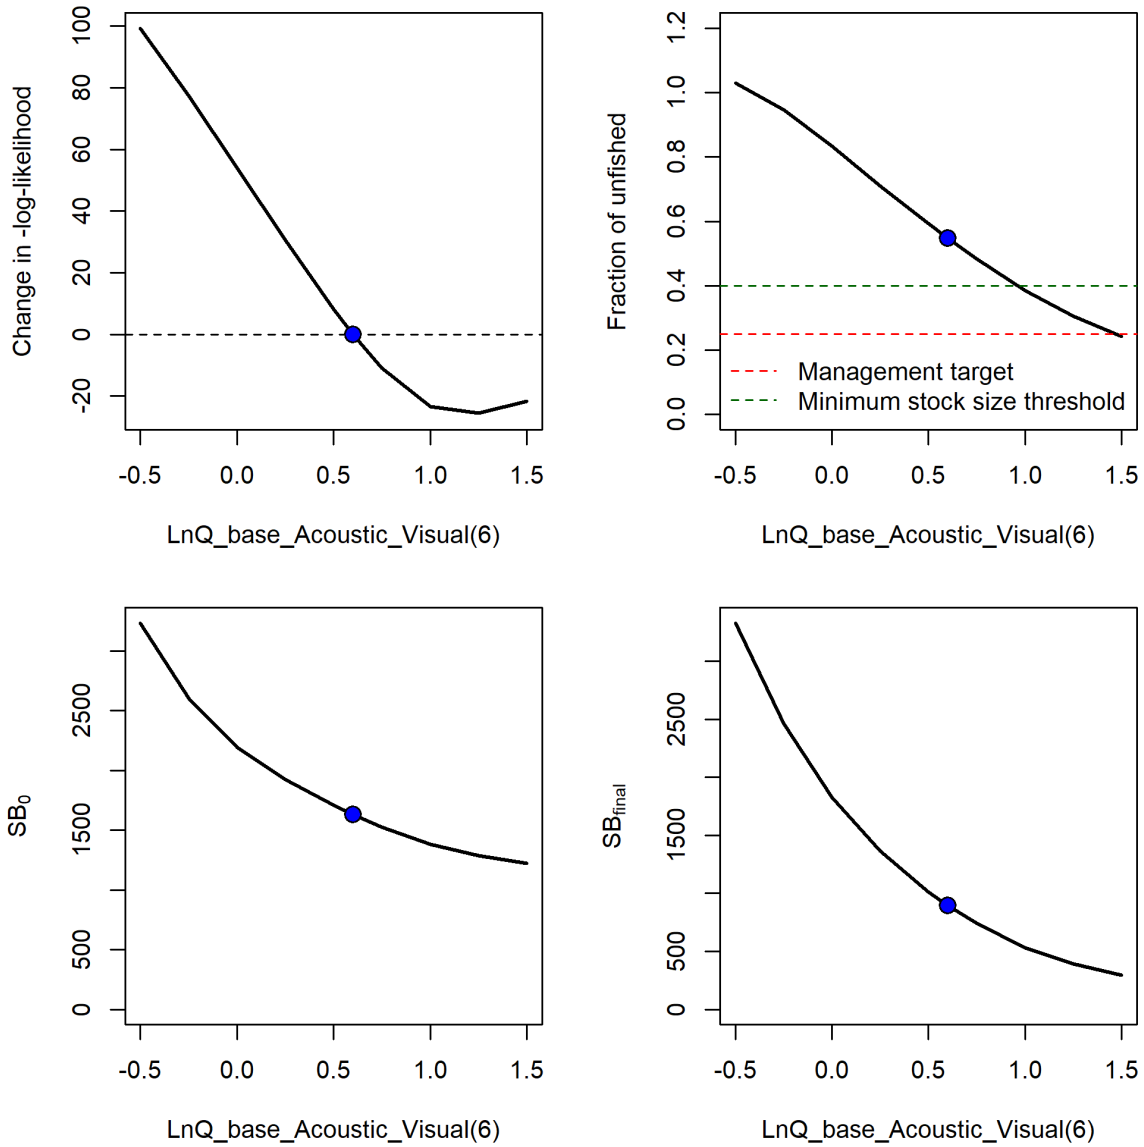 Change in -log-likelihood
100
80
60
40
20
0
-20
-0.5 0.0 0.5 1.0 1.5
LnQ_base_Acoustic_Visual(6)
Fraction of unfished
1.2
1.0
0.8
0.6
0.4
0.2
0.0
Management target
Minimum stock size threshold
-0.5 0.0 0.5 1.0 1.5
LnQ_base_Acoustic_Visual(6)
SB0
2500
1500
500
0
-0.5 0.0 0.5 1.0 1.5
LnQ_base_Acoustic_Visual(6)
SBfinal
2500
1500
500
0
-0.5 0.0 0.5 1.0 1.5
LnQ_base_Acoustic_Visual(6)